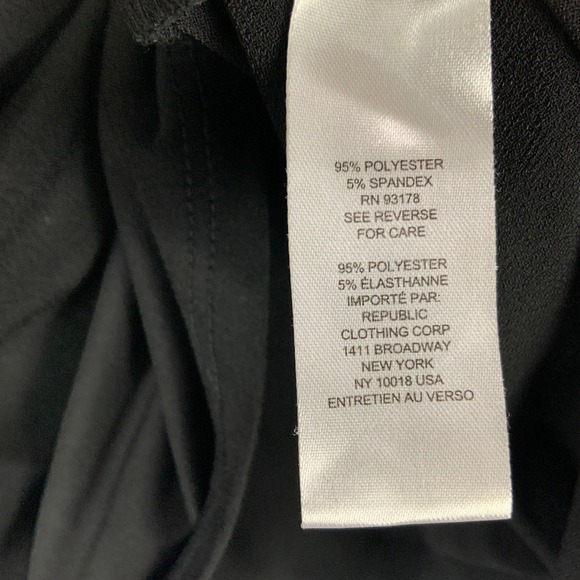 95% POLYESTER
5% SPANDEX
RN 93178
SEE REVERSE
FOR CARE
95% POLYESTER
5% ÉLASTHANNE
IMPORTÉ PAR:
REPUBLIC
CLOTHING CORP
1411 BROADWAY
NEW YORK
NY 10018 USA
ENTRETIEN AU VERSO